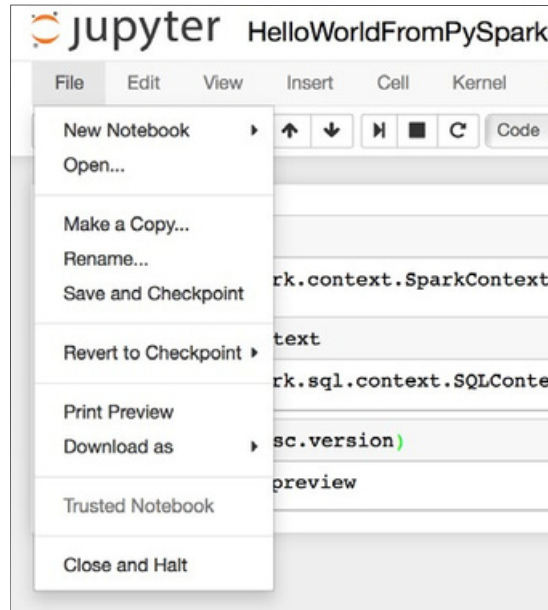 jupyter HelloWorldFromPySpark
File Edit View Insert Cell Kernel
New Notebook
Code
Open...
Make a Copy...
Rename...
rk.context.SparkContext
Save and Checkpoint
text
Revert to Checkpoint
rk.sql.context.SQLConte
Print Preview
sc.version)
Download as
preview
Trusted Notebook
Close and Halt